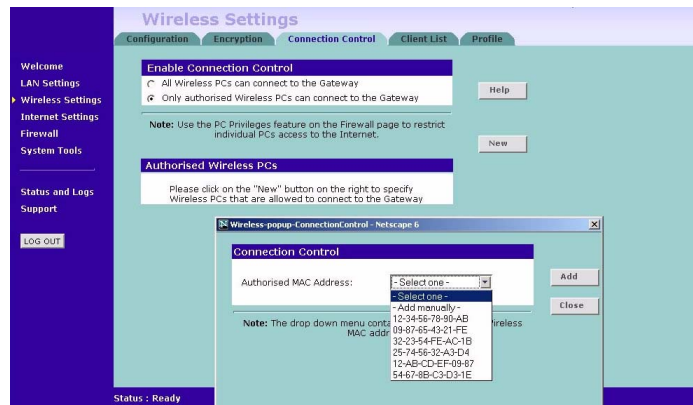 Wireless Settings
Configuration Encryption Connection Control Client List Profile
Welcome
LAN Settings
Wireless Settings
Internet Settings
Firewall
System Tools
Status and Logs
Support
LOG OUT
Enable Connection Control
All Wireless PCs can connect to the Gateway
Only authorised Wireless PCs can connect to the Gateway
Note: Use the PC Privileges feature on the Firewall page to restrict
individual PCs access to the Internet.
Help
New
Authorised Wireless PCs
Please click on the "New" button on the right to specify
Wireless PCs that are allowed to connect to the Gateway
Wireless-popup-ConnectionControl - Netscape 6
Connection Control
Authorised MAC Address:
- Select one -
- Select one -
- Add manually -
12-34-56-78-90-AB
09-87-65-43-21-FE
32-23-54-FE-AC-1B
25-74-56-32-A3-D4
12-AB-CD-EF-09-87
54-67-8B-C3-D3-1E
Add
Close
Note: The drop down menu
MAC
Status : Ready